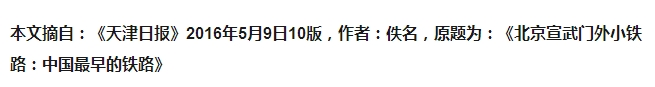 本文摘自：《天津日报》2016年5月9日10版，作者：佚名，原题为：《北京宣武门外小铁
路：中国最早的铁路》